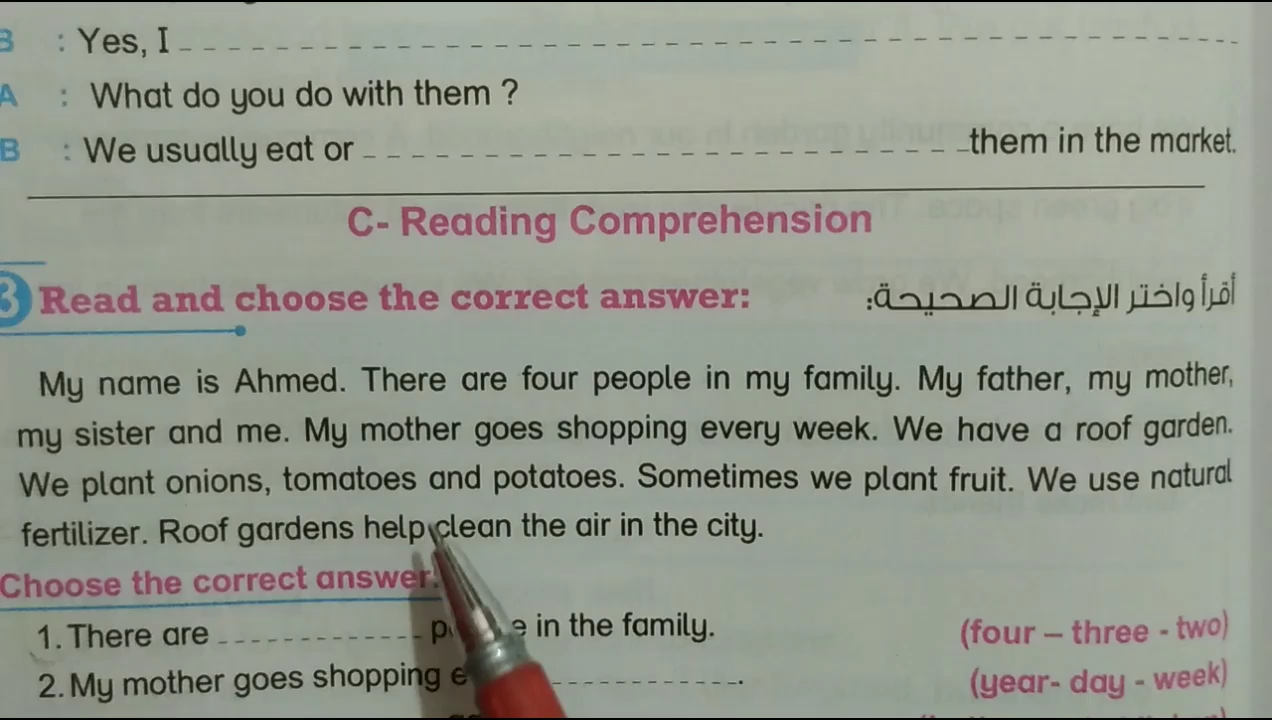 B : Yes, I
A : What do you do with them ?
B : We usually eat or them in the market.
C- Reading Comprehension
3 Read and choose the correct answer: أقرأ واختر الإجابة الصحيحة:
My name is Ahmed. There are four people in my family. My father, my mother,
my sister and me. My mother goes shopping every week. We have a roof garden.
We plant onions, tomatoes and potatoes. Sometimes we plant fruit. We use natural
fertilizer. Roof gardens help clean the air in the city.
Choose the correct answer:
1. There are in the family. (four – three - two)
2. My mother goes shopping . (year- day - week)